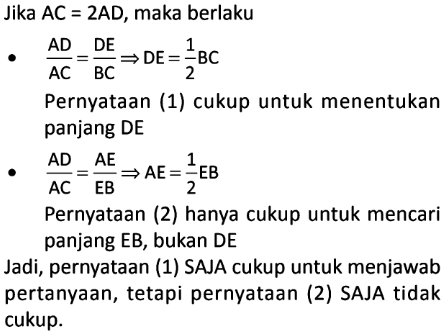 Jika AC = 2AD, maka berlaku
• AD/AC = DE/BC ⇒ DE = 1/2 BC
Pernyataan (1) cukup untuk menentukan
panjang DE
• AD/AC = AE/EB ⇒ AE = 1/2 EB
Pernyataan (2) hanya cukup untuk mencari
panjang EB, bukan DE
Jadi, pernyataan (1) SAJA cukup untuk menjawab
pertanyaan, tetapi pernyataan (2) SAJA tidak
cukup.